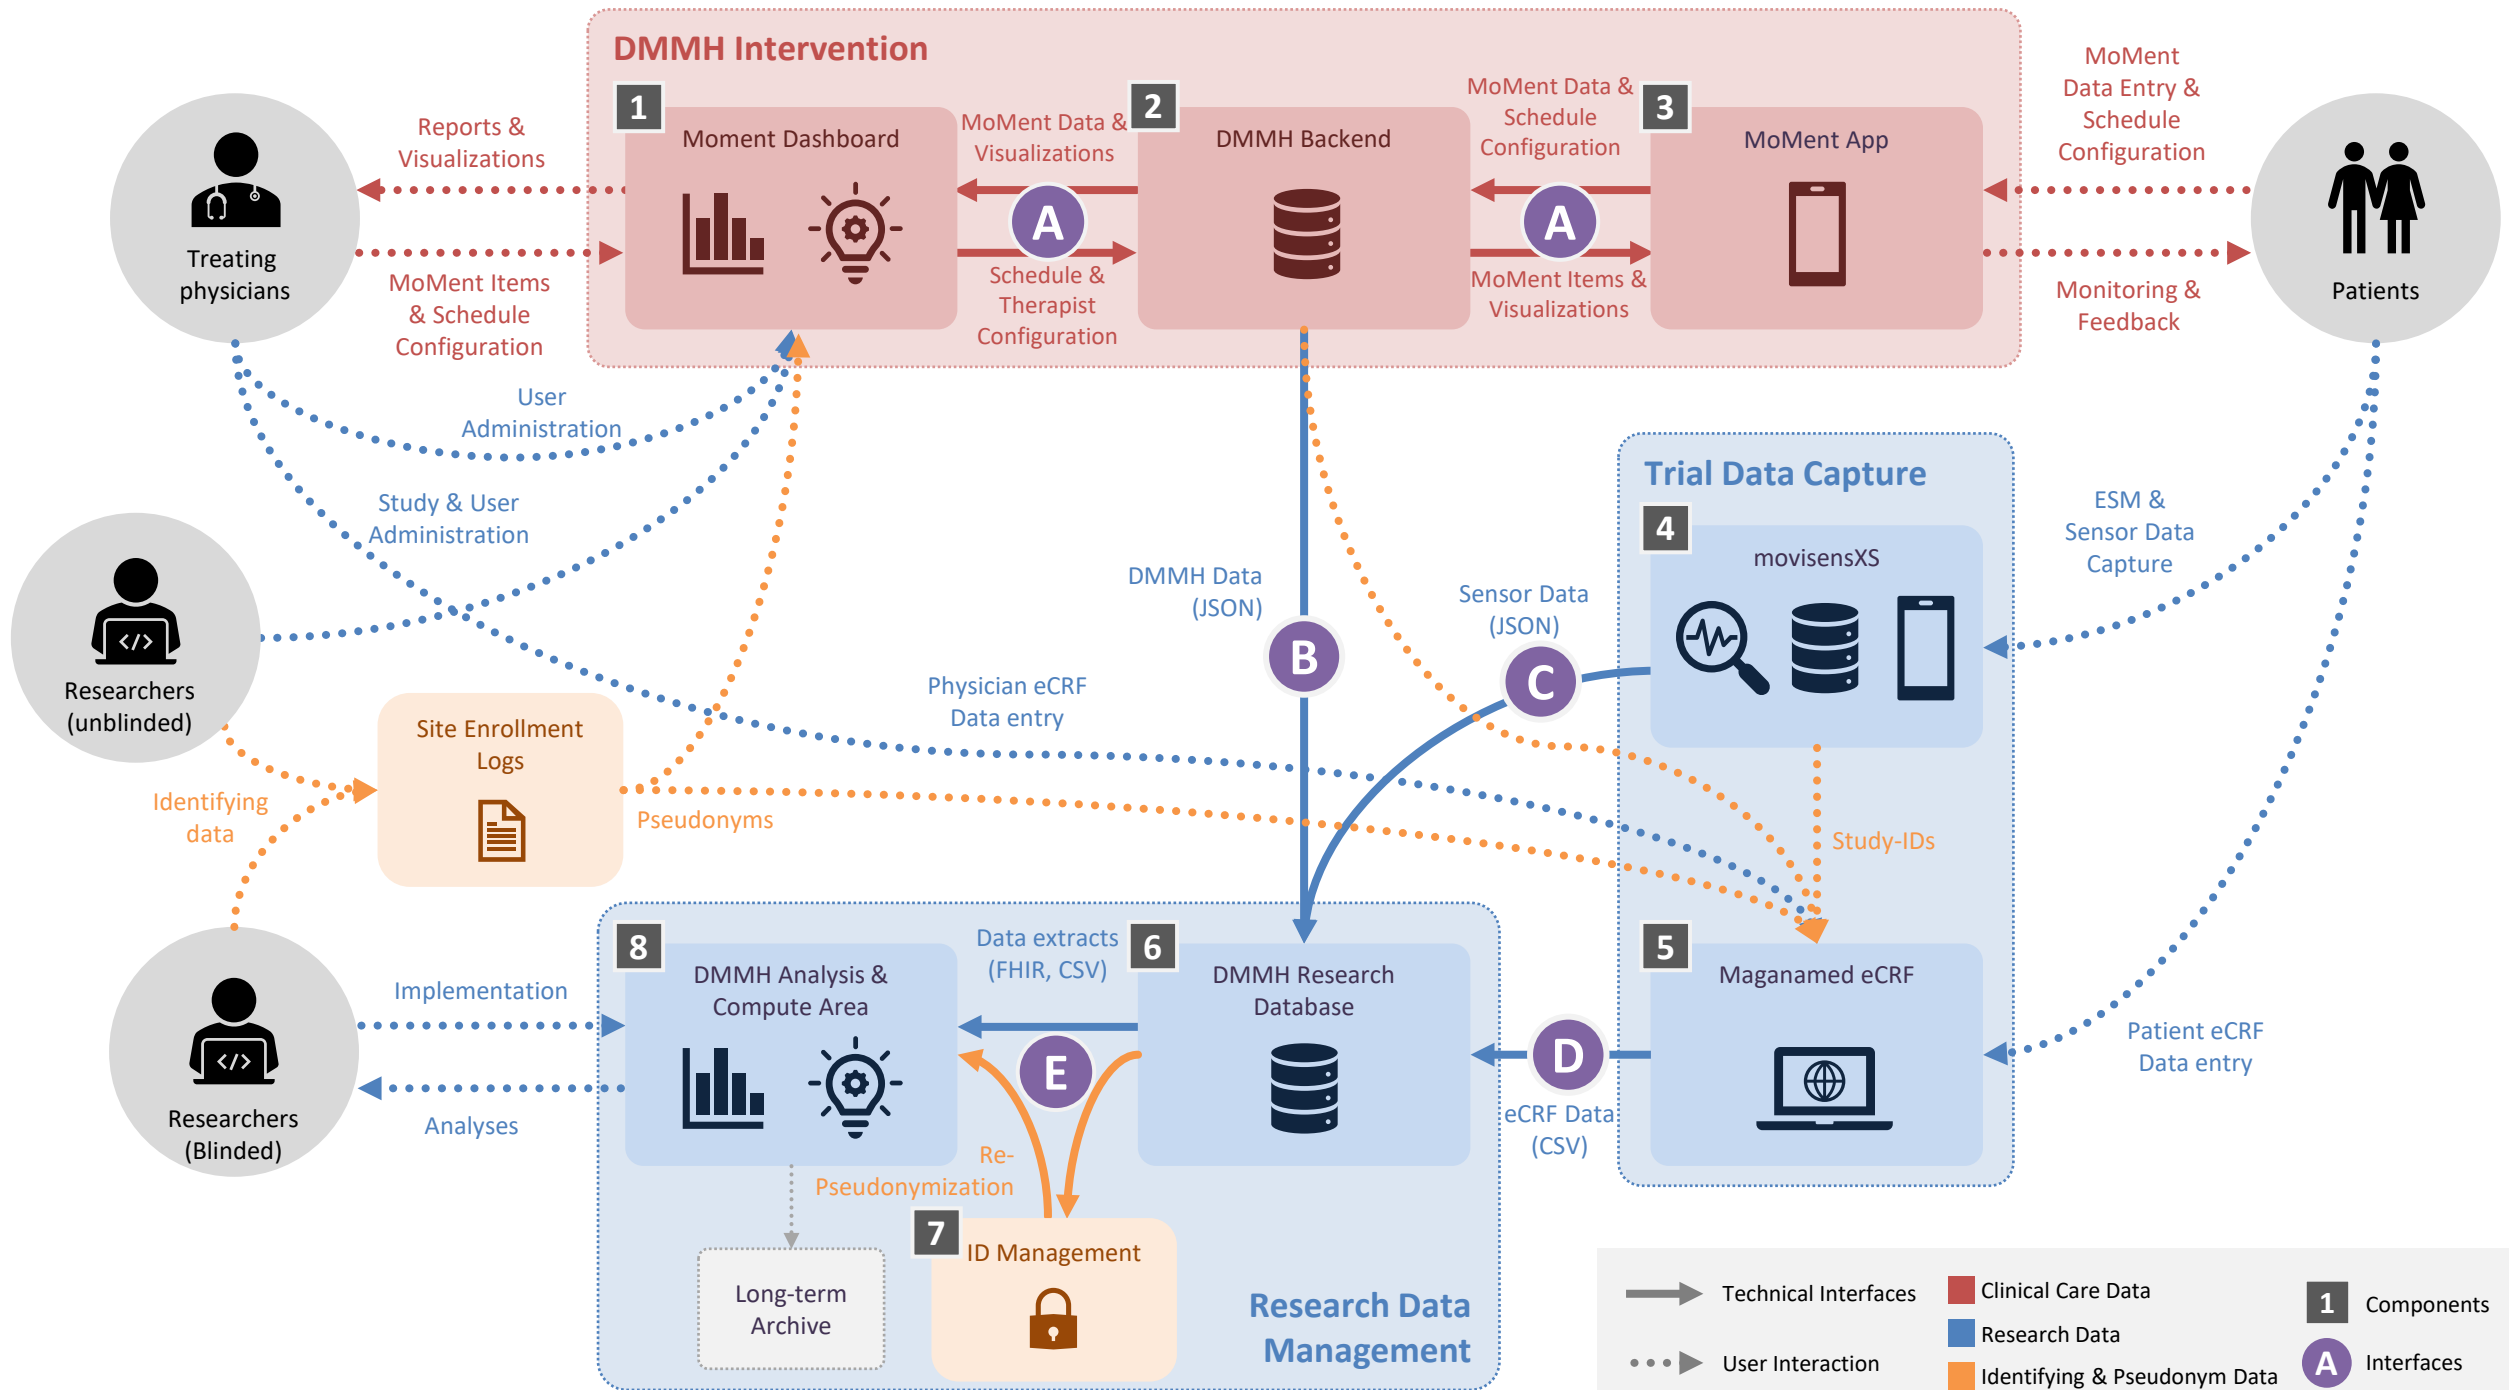 DMMH Intervention
MoMent
Data Entry &
Schedule
Configuration
Reports &
Visualizations
1
Moment Dashboard
MoMent Data &
Visualizations
2
DMMH Backend
MoMent Data &
Schedule
Configuration
3
MoMent App
A
A
Treating
physicians
MoMent Items
& Schedule
Configuration
Schedule &
Therapist
Configuration
MoMent Items &
Visualizations
Patients
Monitoring &
Feedback
User
Administration
Study & User
Administration
Trial Data Capture
4
movisensXS
ESM &
Sensor Data
Capture
DMMH Data
(JSON)
B
Sensor Data
(JSON)
C
</>
Researchers
(unblinded)
Physician eCRF
Data entry
Site Enrollment
Logs
Identifying
data
Pseudonyms
Study-IDs
8
DMMH Analysis &
Compute Area
Data extracts
(FHIR, CSV)
6
DMMH Research
Database
5
Maganamed eCRF
Implementation
</>
Researchers
(Blinded)
Analyses
E
D
eCRF Data
(CSV)
Patient eCRF
Data entry
Re-
Pseudonymization
7
ID Management
Long-term
Archive
Research Data
Management
Technical Interfaces
User Interaction
Clinical Care Data
Research Data
Identifying & Pseudonym Data
1
Components
A
Interfaces